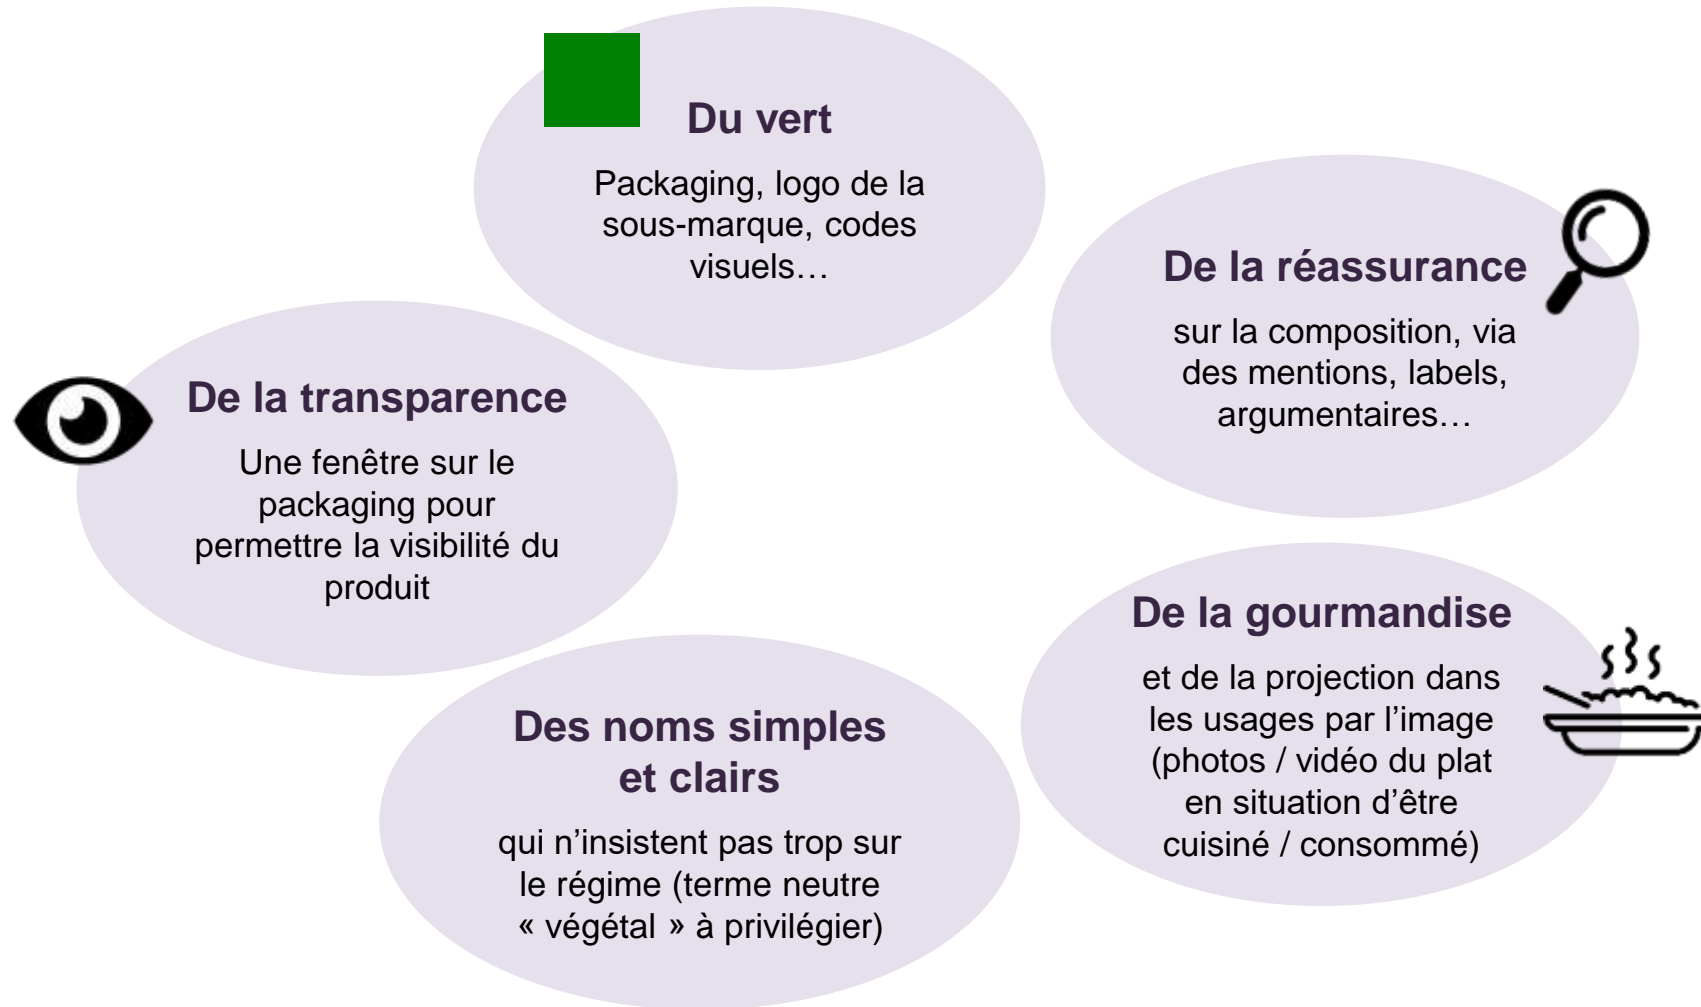 Du vert
Packaging, logo de la
sous-marque, codes
visuels…
De la réassurance
sur la composition, via
des mentions, labels,
argumentaires…
De la transparence
Une fenêtre sur le
packaging pour
permettre la visibilité du
produit
De la gourmandise
et de la projection dans
les usages par l’image
(photos / vidéo du plat
en situation d’être
cuisiné / consommé)
Des noms simples
et clairs
qui n’insistent pas trop sur
le régime (terme neutre
« végétal » à privilégier)